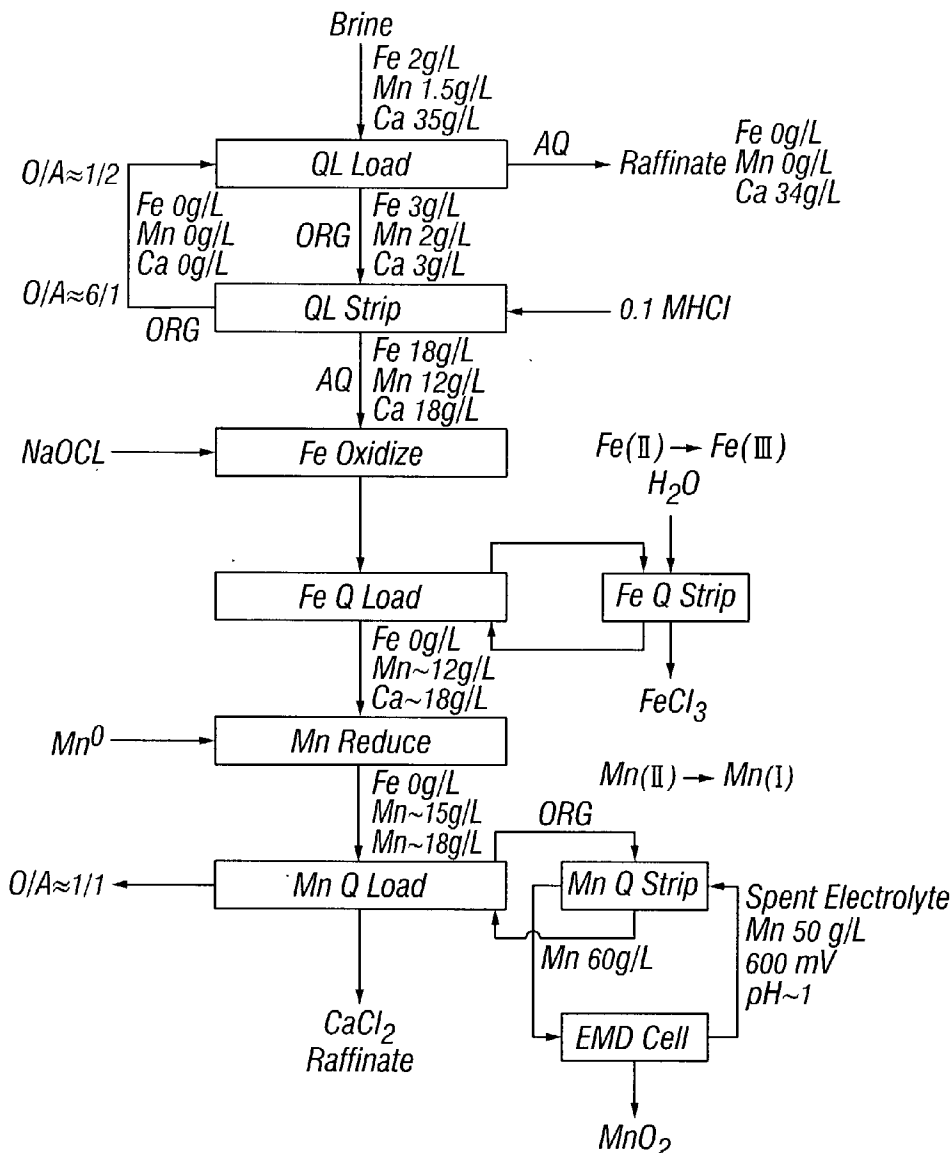 Brine
Fe 2g/L
Mn 1.5g/L
Ca 35g/L
QL Load
AQ
Raffinate
Fe 0g/L
Mn 0g/L
Ca 34g/L
O/A≈1/2
Fe 0g/L
Mn 0g/L
Ca 0g/L
ORG
Fe 3g/L
Mn 2g/L
Ca 3g/L
O/A≈6/1
ORG
QL Strip
0.1 MHCl
AQ
Fe 18g/L
Mn 12g/L
Ca 18g/L
NaOCL
Fe Oxidize
Fe(II) → Fe(III)
H2O
Fe Q Load
Fe Q Strip
Fe 0g/L
Mn~12g/L
Ca~18g/L
FeCl3
Mn0
Mn Reduce
Mn(II) → Mn(I)
Fe 0g/L
Mn~15g/L
Mn~18g/L
ORG
O/A≈1/1
Mn Q Load
Mn Q Strip
Spent Electrolyte
Mn 50 g/L
600 mV
pH~1
Mn 60g/L
CaCl2
Raffinate
EMD Cell
MnO2